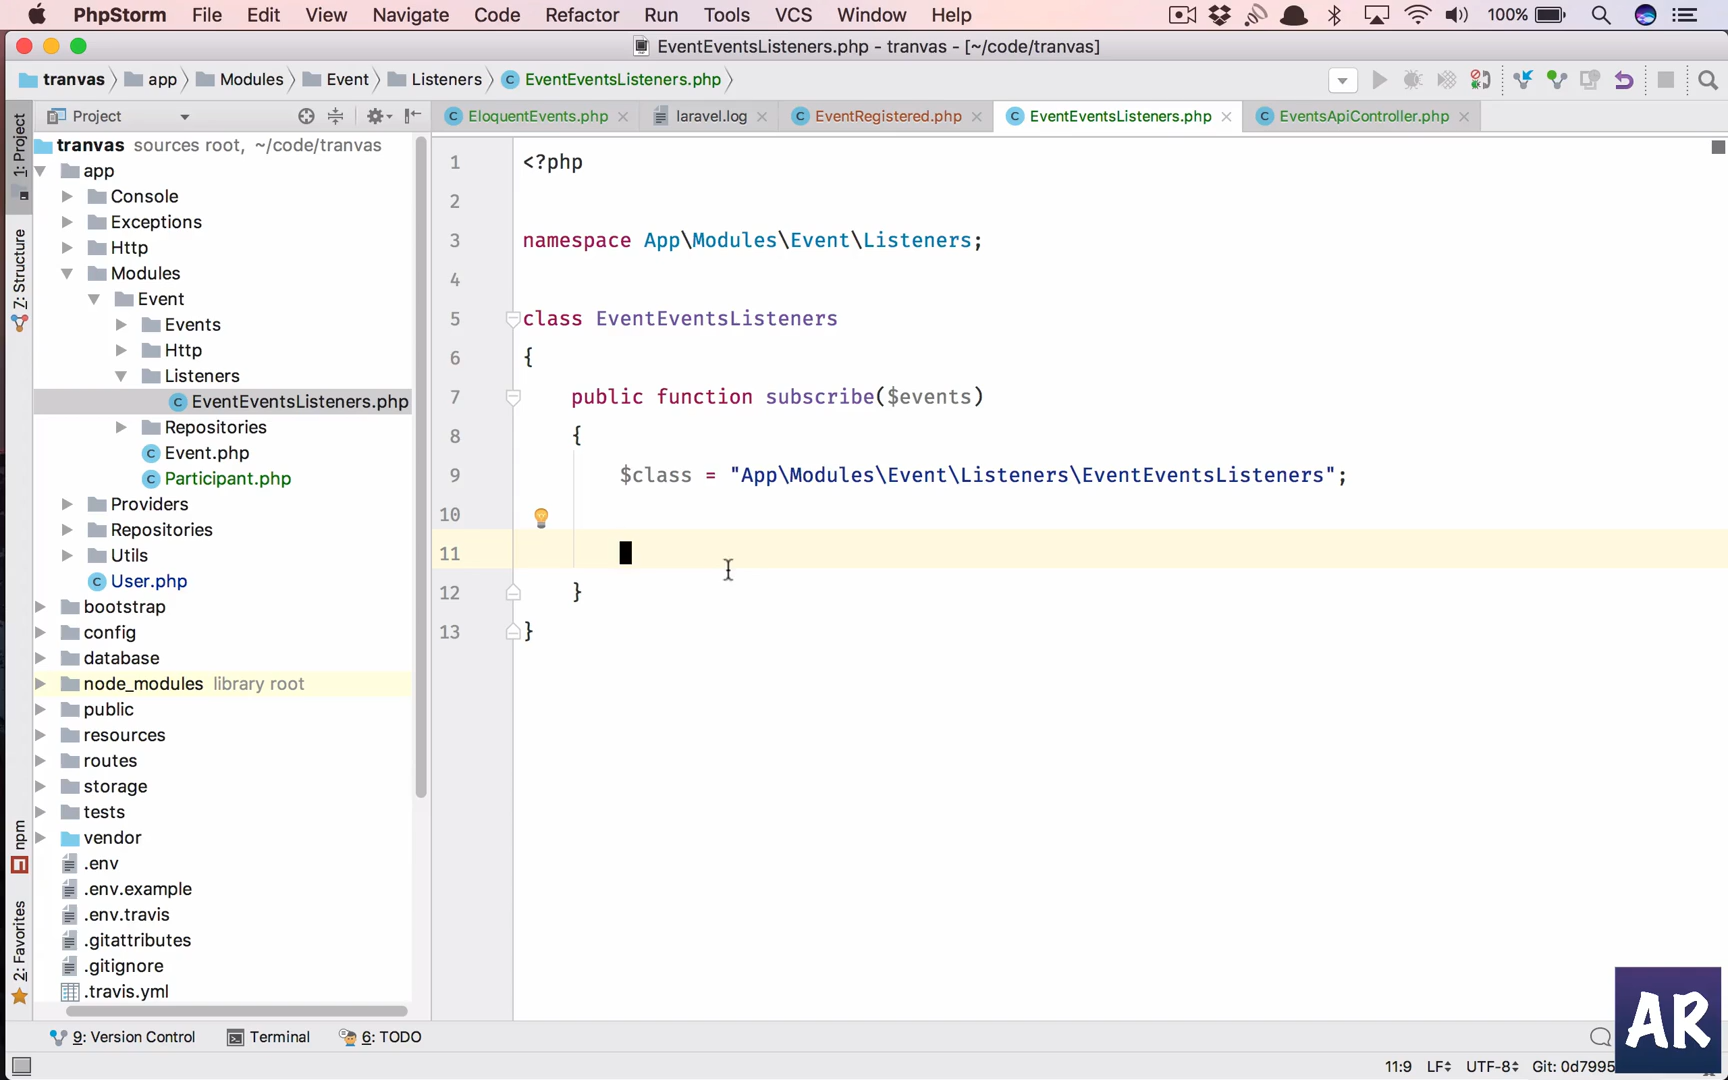 PhpStorm File Edit View Navigate Code Refactor Run Tools VCS Window Help 100%
EventEventsListeners.php - tranvas - [~/code/tranvas]
tranvas app Modules Event Listeners EventEventsListeners.php
Project
EloquentEvents.php laravel.log EventRegistered.php EventEventsListeners.php EventsApiController.php
1: Project
7: Structure
npm
2: Favorites
tranvas sources root, ~/code/tranvas
app
Console
Exceptions
Http
Modules
Event
Events
Http
Listeners
EventEventsListeners.php
Repositories
Event.php
Participant.php
Providers
Repositories
Utils
User.php
bootstrap
config
database
node_modules library root
public
resources
routes
storage
tests
vendor
.env
.env.example
.env.travis
.gitattributes
.gitignore
.travis.yml
1 <?php
2
3 namespace App\Modules\Event\Listeners;
4
5 class EventEventsListeners
6 {
7 public function subscribe($events)
8 {
9 $class = "App\Modules\Event\Listeners\EventEventsListeners";
10
11
12 }
13 }
9: Version Control Terminal 6: TODO
11:9 LF UTF-8 Git: 0d7995
AR